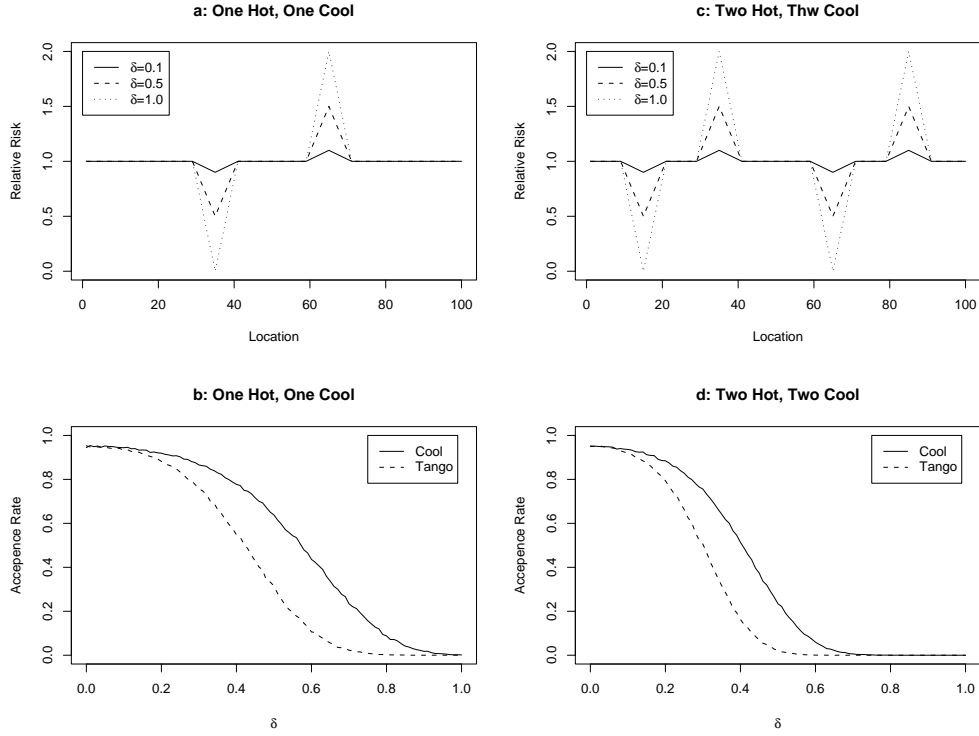 a: One Hot, One Cool
Relative Risk
2.0
1.5
1.0
0.5
0.0
δ=0.1
δ=0.5
δ=1.0
0 20 40 60 80 100
Location
c: Two Hot, Thw Cool
Relative Risk
2.0
1.5
1.0
0.5
0.0
δ=0.1
δ=0.5
δ=1.0
0 20 40 60 80 100
Location
b: One Hot, One Cool
Accepence Rate
1.0
0.8
0.6
0.4
0.2
0.0
Cool
Tango
0.0 0.2 0.4 0.6 0.8 1.0
δ
d: Two Hot, Two Cool
Accepence Rate
1.0
0.8
0.6
0.4
0.2
0.0
Cool
Tango
0.0 0.2 0.4 0.6 0.8 1.0
δ